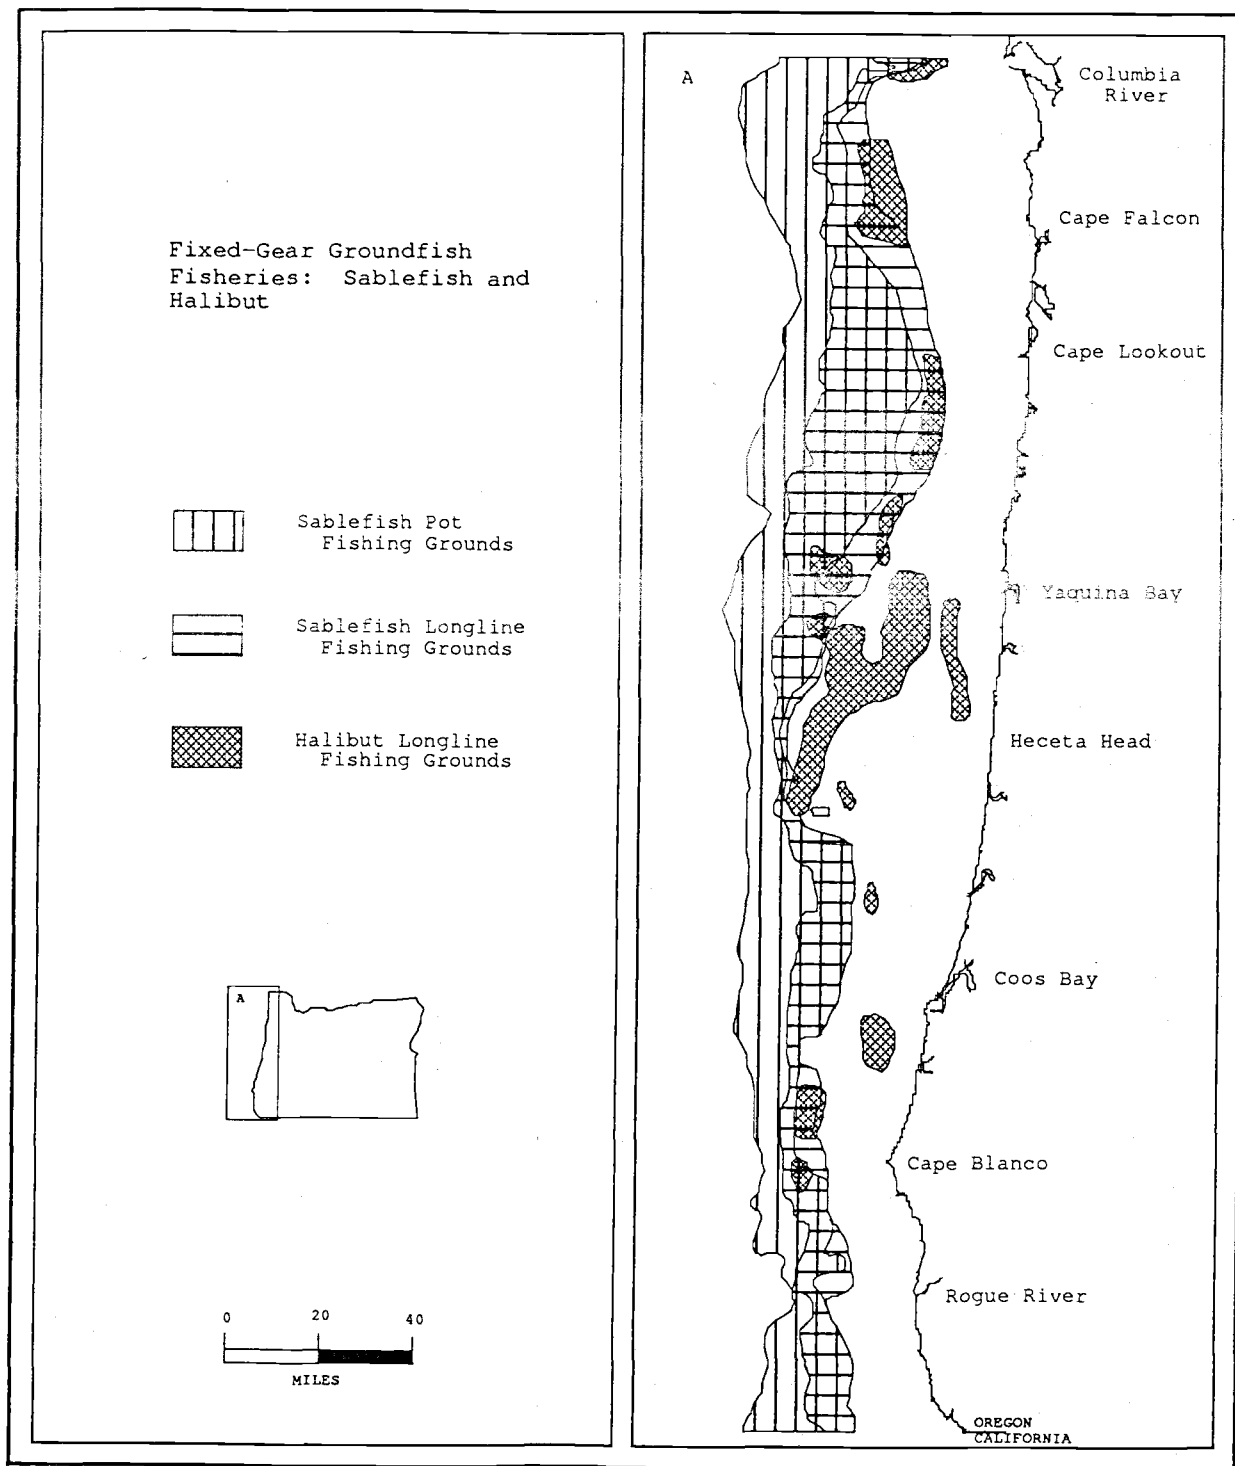 Fixed-Gear Groundfish
Fisheries: Sablefish and
Halibut
Sablefish Pot
Fishing Grounds
Sablefish Longline
Fishing Grounds
Halibut Longline
Fishing Grounds
A
0 20 40
MILES
A
Columbia
River
Cape Falcon
Cape Lookout
Yaquina Bay
Heceta Head
Coos Bay
Cape Blanco
Rogue River
OREGON
CALIFORNIA